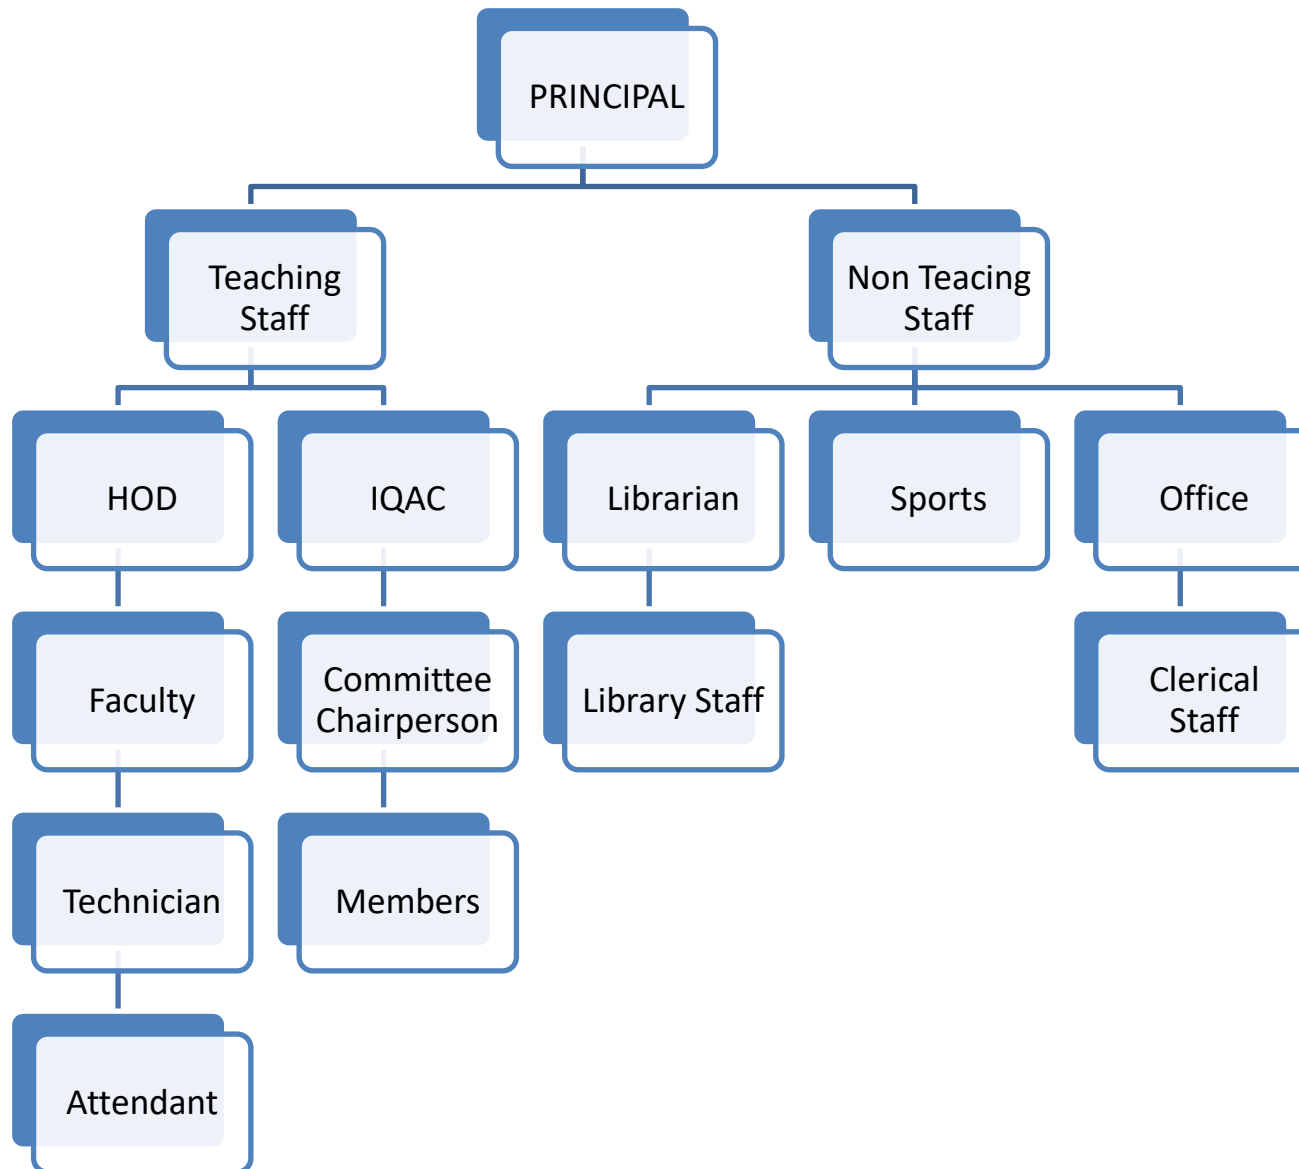 PRINCIPAL
Teaching
Staff
Non Teacing
Staff
HOD
IQAC
Librarian
Sports
Office
Faculty
Committee
Chairperson
Library Staff
Clerical
Staff
Technician
Members
Attendant